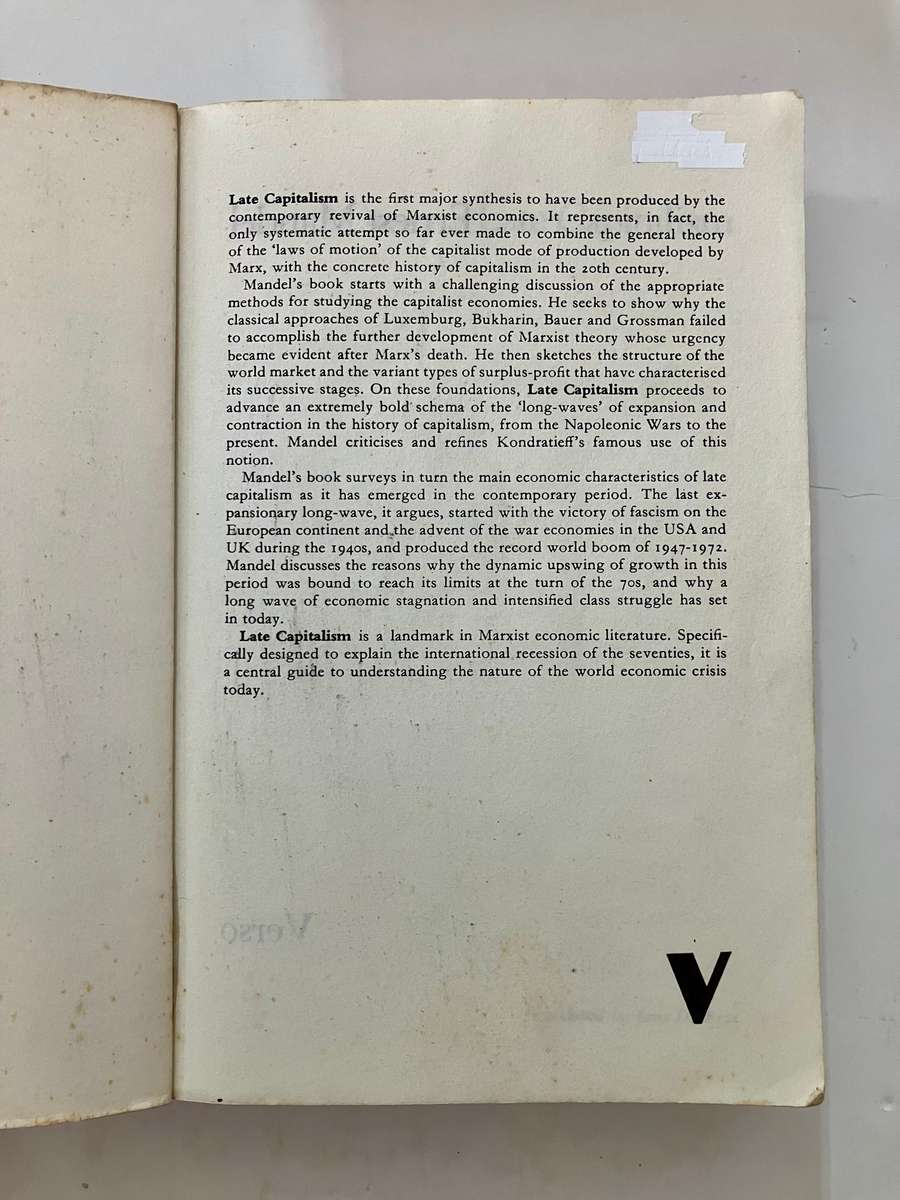 Late Capitalism is the first major synthesis to have been produced by the
contemporary revival of Marxist economics. It represents, in fact, the
only systematic attempt so far ever made to combine the general theory
of the ‘laws of motion’ of the capitalist mode of production developed by
Marx, with the concrete history of capitalism in the 20th century.
Mandel’s book starts with a challenging discussion of the appropriate
methods for studying the capitalist economies. He seeks to show why the
classical approaches of Luxemburg, Bukharin, Bauer and Grossman failed
to accomplish the further development of Marxist theory whose urgency
became evident after Marx’s death. He then sketches the structure of the
world market and the variant types of surplus-profit that have characterised
its successive stages. On these foundations, Late Capitalism proceeds to
advance an extremely bold schema of the ‘long-waves’ of expansion and
contraction in the history of capitalism, from the Napoleonic Wars to the
present. Mandel criticises and refines Kondratieff’s famous use of this
notion.
Mandel’s book surveys in turn the main economic characteristics of late
capitalism as it has emerged in the contemporary period. The last ex-
pansionary long-wave, it argues, started with the victory of fascism on the
European continent and the advent of the war economies in the USA and
UK during the 1940s, and produced the record world boom of 1947-1972.
Mandel discusses the reasons why the dynamic upswing of growth in this
period was bound to reach its limits at the turn of the 70s, and why a
long wave of economic stagnation and intensified class struggle has set
in today.
Late Capitalism is a landmark in Marxist economic literature. Specifi-
cally designed to explain the international recession of the seventies, it is
a central guide to understanding the nature of the world economic crisis
today.
Verso
V